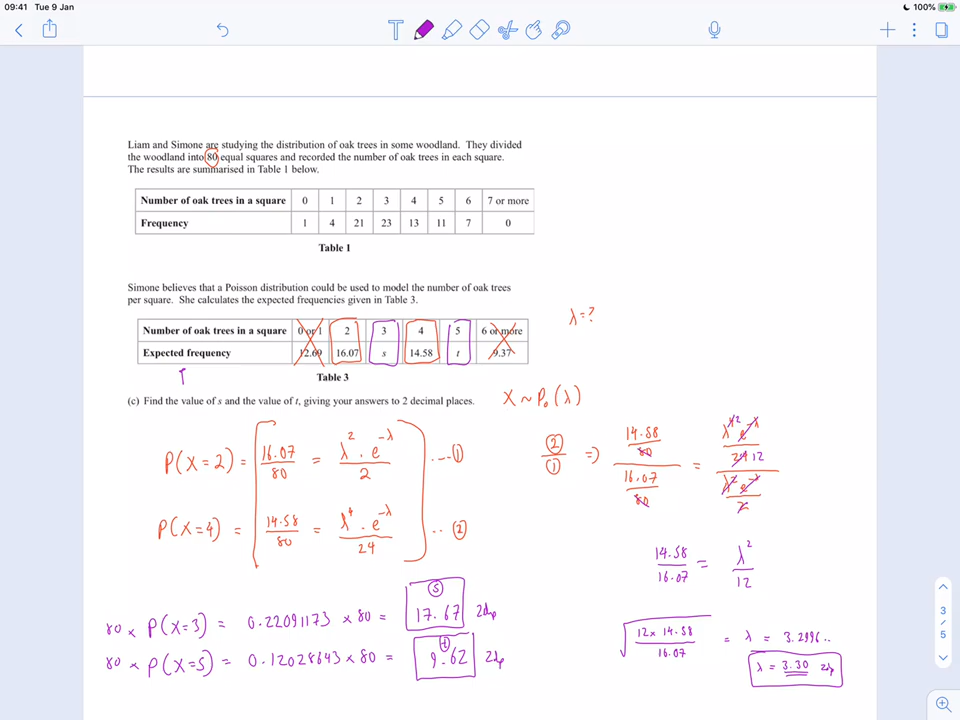 09:41 Tue 9 Jan
100%
Liam and Simone are studying the distribution of oak trees in some woodland. They divided
the woodland into 80 equal squares and recorded the number of oak trees in each square.
The results are summarised in Table 1 below.
Number of oak trees in a square 0 1 2 3 4 5 6 7 or more
Frequency 1 4 21 23 13 11 7 0
Table 1
Simone believes that a Poisson distribution could be used to model the number of oak trees
per square. She calculates the expected frequencies given in Table 3.
λ=?
Number of oak trees in a square 0 or 1 2 3 4 5 6 or more
Expected frequency 12.69 16.07 s 14.58 t 9.37
Table 3
(c) Find the value of s and the value of t, giving your answers to 2 decimal places.
X ~ Po(λ)
P(X=2) = 16.07/80 = λ² . e^-λ / 2 ... ①
P(X=4) = 14.58/80 = λ⁴ . e^-λ / 24 .. ②
②/① => (14.58/80) / (16.07/80) = (λ⁴² e^-λ / 24 12) / (λ² e^-λ / 2)
14.58/16.07 = λ²/12
√(12 x 14.58 / 16.07) = λ = 3.2996..
λ = 3.30 2dp
80 x P(X=3) = 0.22091173 x 80 = 17.67 2dp
s
80 x P(X=5) = 0.12028643 x 80 = 9.62 2dp
t
3
/
5